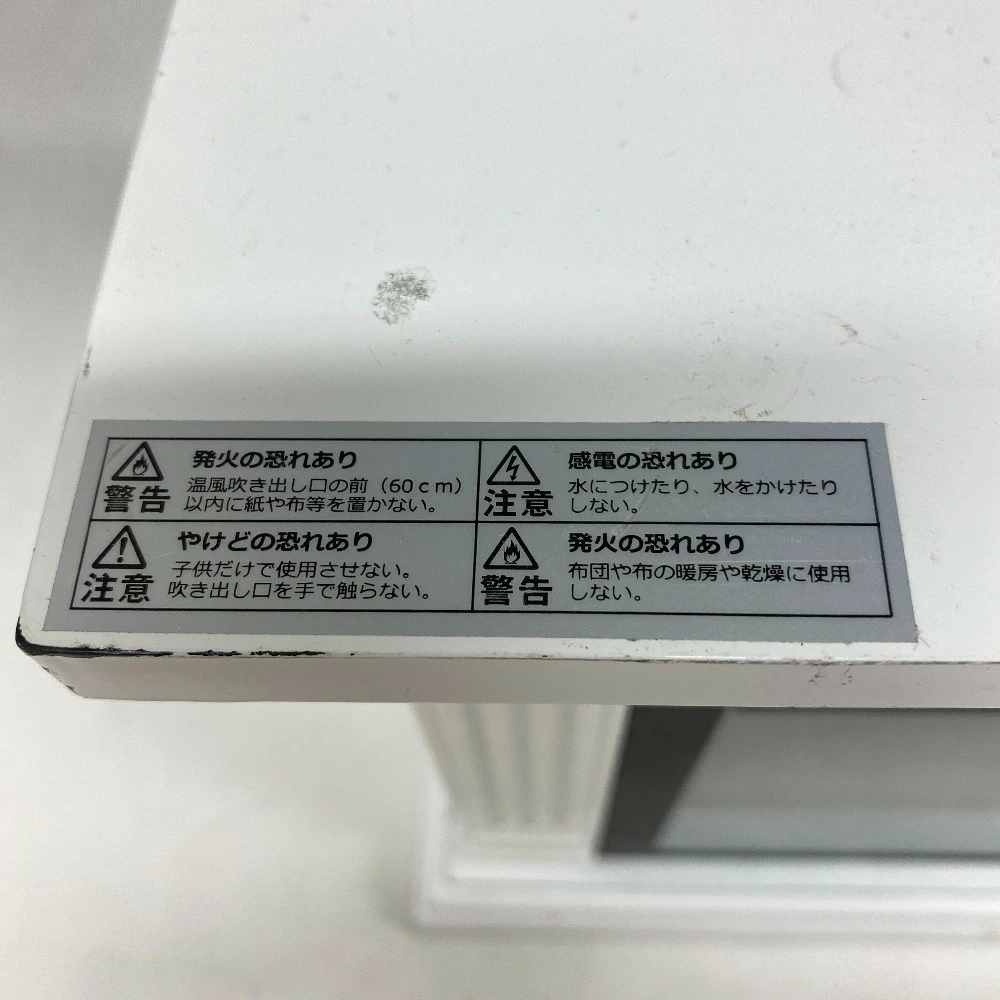 発火の恐れあり
警告
温風吹き出し口の前（60ｃｍ）
以内に紙や布等を置かない。
感電の恐れあり
注意
水につけたり、水をかけたり
しない。
やけどの恐れあり
注意
子供だけで使用させない。
吹き出し口を手で触らない。
発火の恐れあり
警告
布団や布の暖房や乾燥に使用
しない。